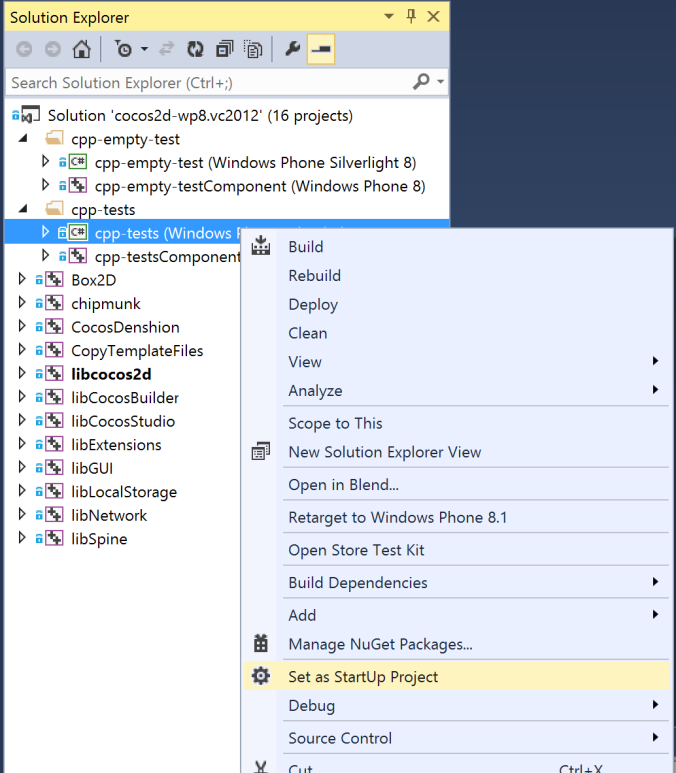 Solution Explorer
Search Solution Explorer (Ctrl+;)
Solution 'cocos2d-wp8.vc2012' (16 projects)
cpp-empty-test
C# cpp-empty-test (Windows Phone Silverlight 8)
cpp-empty-testComponent (Windows Phone 8)
cpp-tests
C# cpp-tests (Windows
cpp-testsComponent
Box2D
chipmunk
CocosDenshion
CopyTemplateFiles
libcocos2d
libCocosBuilder
libCocosStudio
libExtensions
libGUI
libLocalStorage
libNetwork
libSpine
Build
Rebuild
Deploy
Clean
View
Analyze
Scope to This
New Solution Explorer View
Open in Blend...
Retarget to Windows Phone 8.1
Open Store Test Kit
Build Dependencies
Add
Manage NuGet Packages...
Set as StartUp Project
Debug
Source Control
Cut Ctrl+X